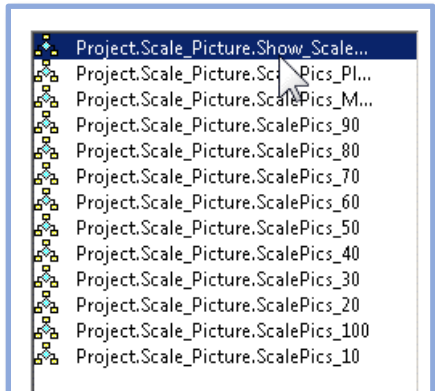 Project.Scale_Picture.Show_Scale...
Project.Scale_Picture.ScalePics_Pl...
Project.Scale_Picture.ScalePics_M...
Project.Scale_Picture.ScalePics_90
Project.Scale_Picture.ScalePics_80
Project.Scale_Picture.ScalePics_70
Project.Scale_Picture.ScalePics_60
Project.Scale_Picture.ScalePics_50
Project.Scale_Picture.ScalePics_40
Project.Scale_Picture.ScalePics_30
Project.Scale_Picture.ScalePics_20
Project.Scale_Picture.ScalePics_100
Project.Scale_Picture.ScalePics_10